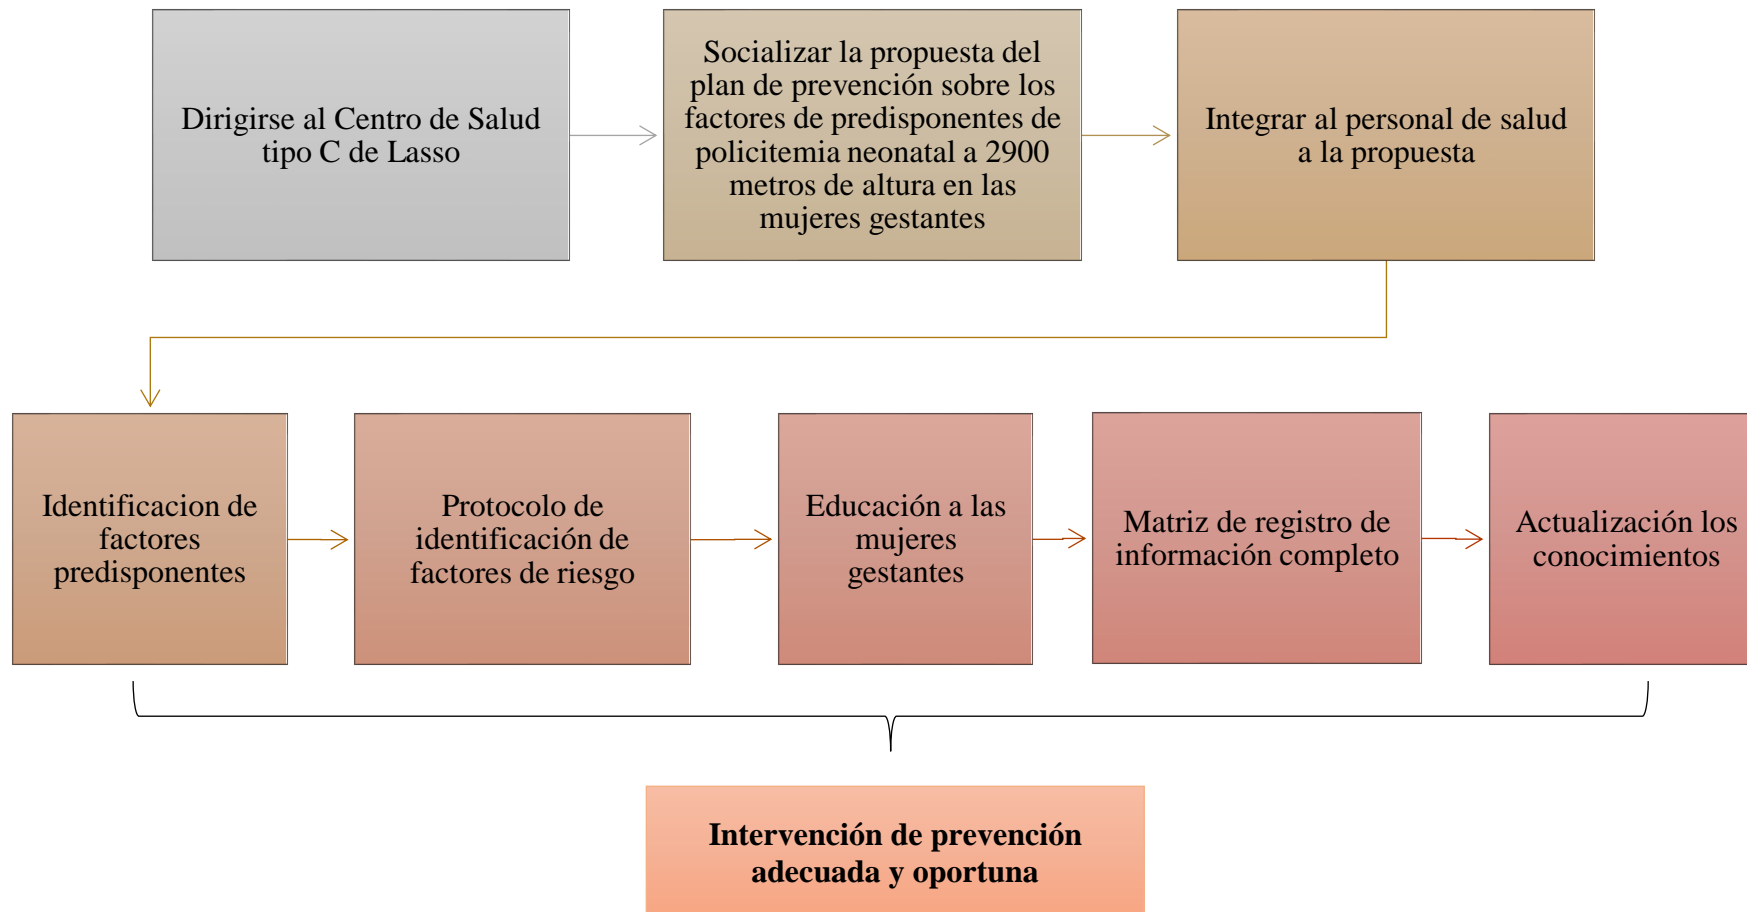 Dirigirse al Centro de Salud
tipo C de Lasso
Socializar la propuesta del
plan de prevención sobre los
factores de predisponentes de
policitemia neonatal a 2900
metros de altura en las
mujeres gestantes
Integrar al personal de salud
a la propuesta
Identificacion de
factores
predisponentes
Protocolo de
identificación de
factores de riesgo
Educación a las
mujeres
gestantes
Matriz de registro de
información completo
Actualización los
conocimientos
Intervención de prevención
adecuada y oportuna